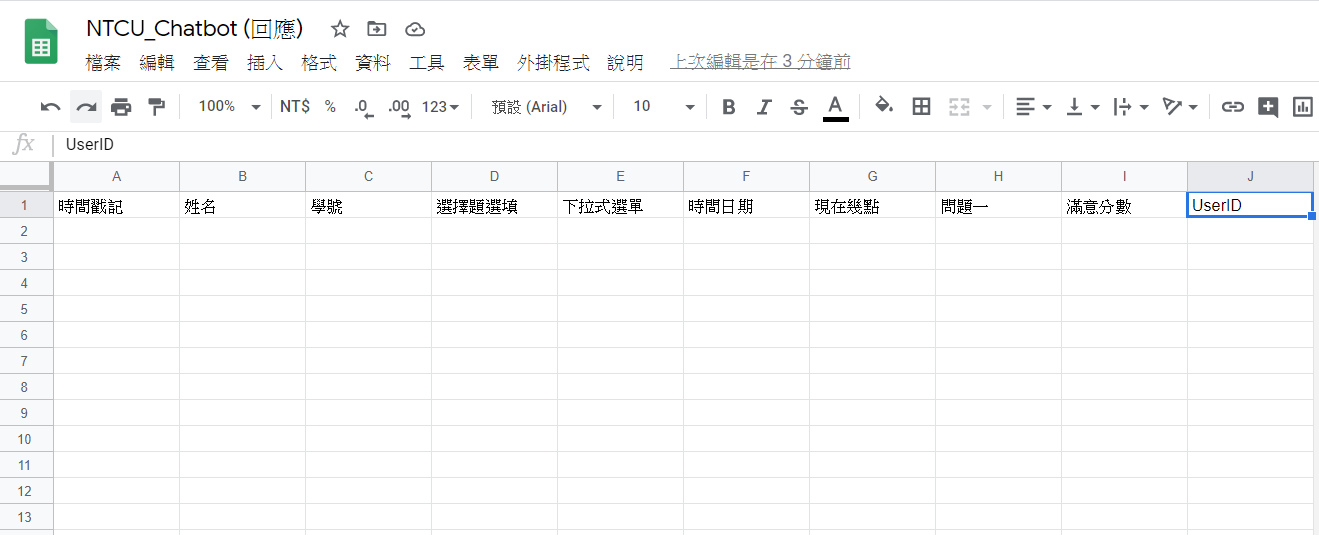 NTCU_Chatbot (回應)
檔案 編輯 查看 插入 格式 資料 工具 表單 外掛程式 說明 上次編輯是在 3 分鐘前
100% NT$ % .0 .00 123 預設 (Arial) 10 B I S A
fx UserID
A B C D E F G H I J
1 時間戳記 姓名 學號 選擇題選填 下拉式選單 時間日期 現在幾點 問題一 滿意分數 UserID
2
3
4
5
6
7
8
9
10
11
12
13